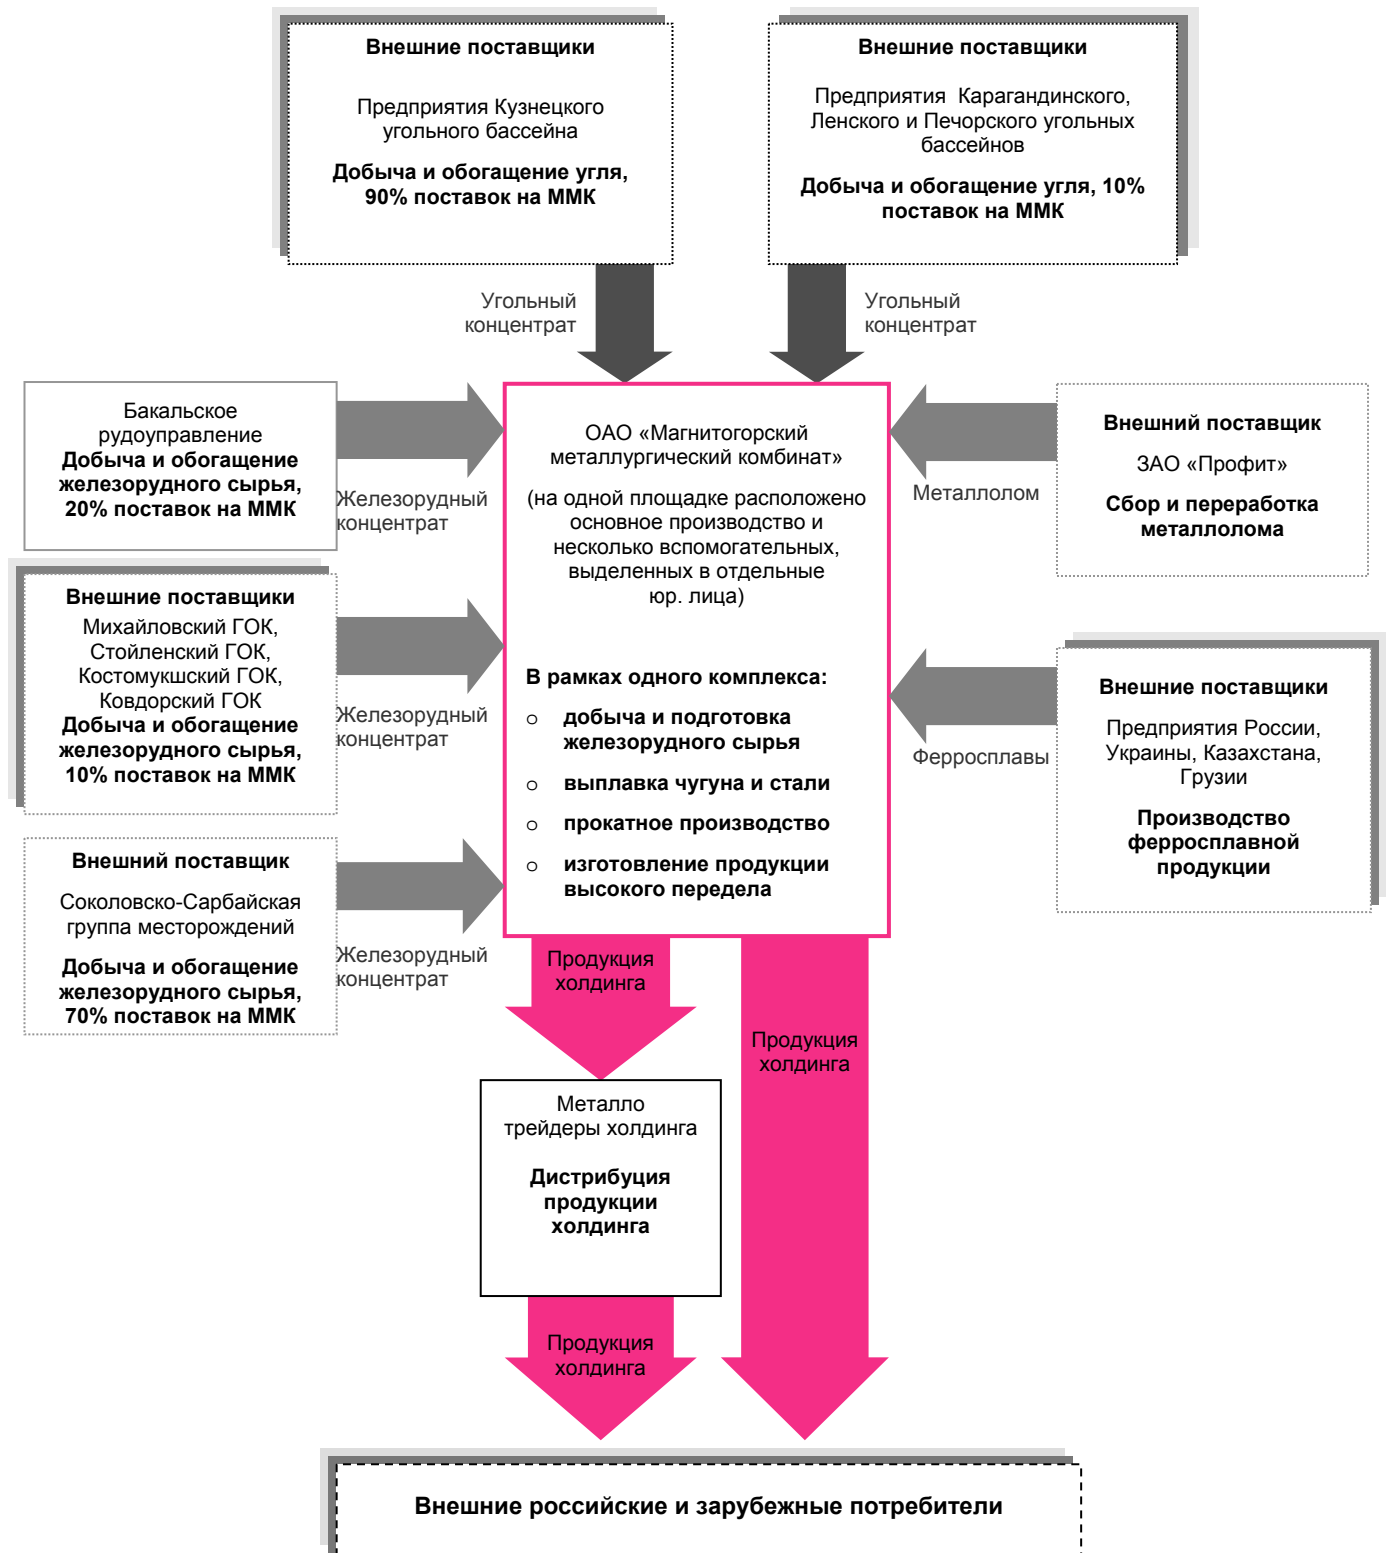 Внешние поставщики
Предприятия Кузнецкого
угольного бассейна
Добыча и обогащение угля,
90% поставок на ММК
Внешние поставщики
Предприятия Карагандинского,
Ленского и Печорского угольных
бассейнов
Добыча и обогащение угля, 10%
поставок на ММК
Угольный
концентрат
Угольный
концентрат
Бакальское
рудоуправление
Добыча и обогащение
железорудного сырья,
20% поставок на ММК
Железорудный
концентрат
Внешние поставщики
Михайловский ГОК,
Стойленский ГОК,
Костомукшский ГОК,
Ковдорский ГОК
Добыча и обогащение
железорудного сырья,
10% поставок на ММК
Железорудный
концентрат
Внешний поставщик
Соколовско-Сарбайская
группа месторождений
Добыча и обогащение
железорудного сырья,
70% поставок на ММК
Железорудный
концентрат
ОАО «Магнитогорский
металлургический комбинат»
(на одной площадке расположено
основное производство и
несколько вспомогательных,
выделенных в отдельные
юр. лица)
В рамках одного комплекса:
o добыча и подготовка
железорудного сырья
o выплавка чугуна и стали
o прокатное производство
o изготовление продукции
высокого передела
Металлолом
Внешний поставщик
ЗАО «Профит»
Сбор и переработка
металлолома
Ферросплавы
Внешние поставщики
Предприятия России,
Украины, Казахстана,
Грузии
Производство
ферросплавной
продукции
Продукция
холдинга
Продукция
холдинга
Металло
трейдеры холдинга
Дистрибуция
продукции
холдинга
Продукция
холдинга
Внешние российские и зарубежные потребители